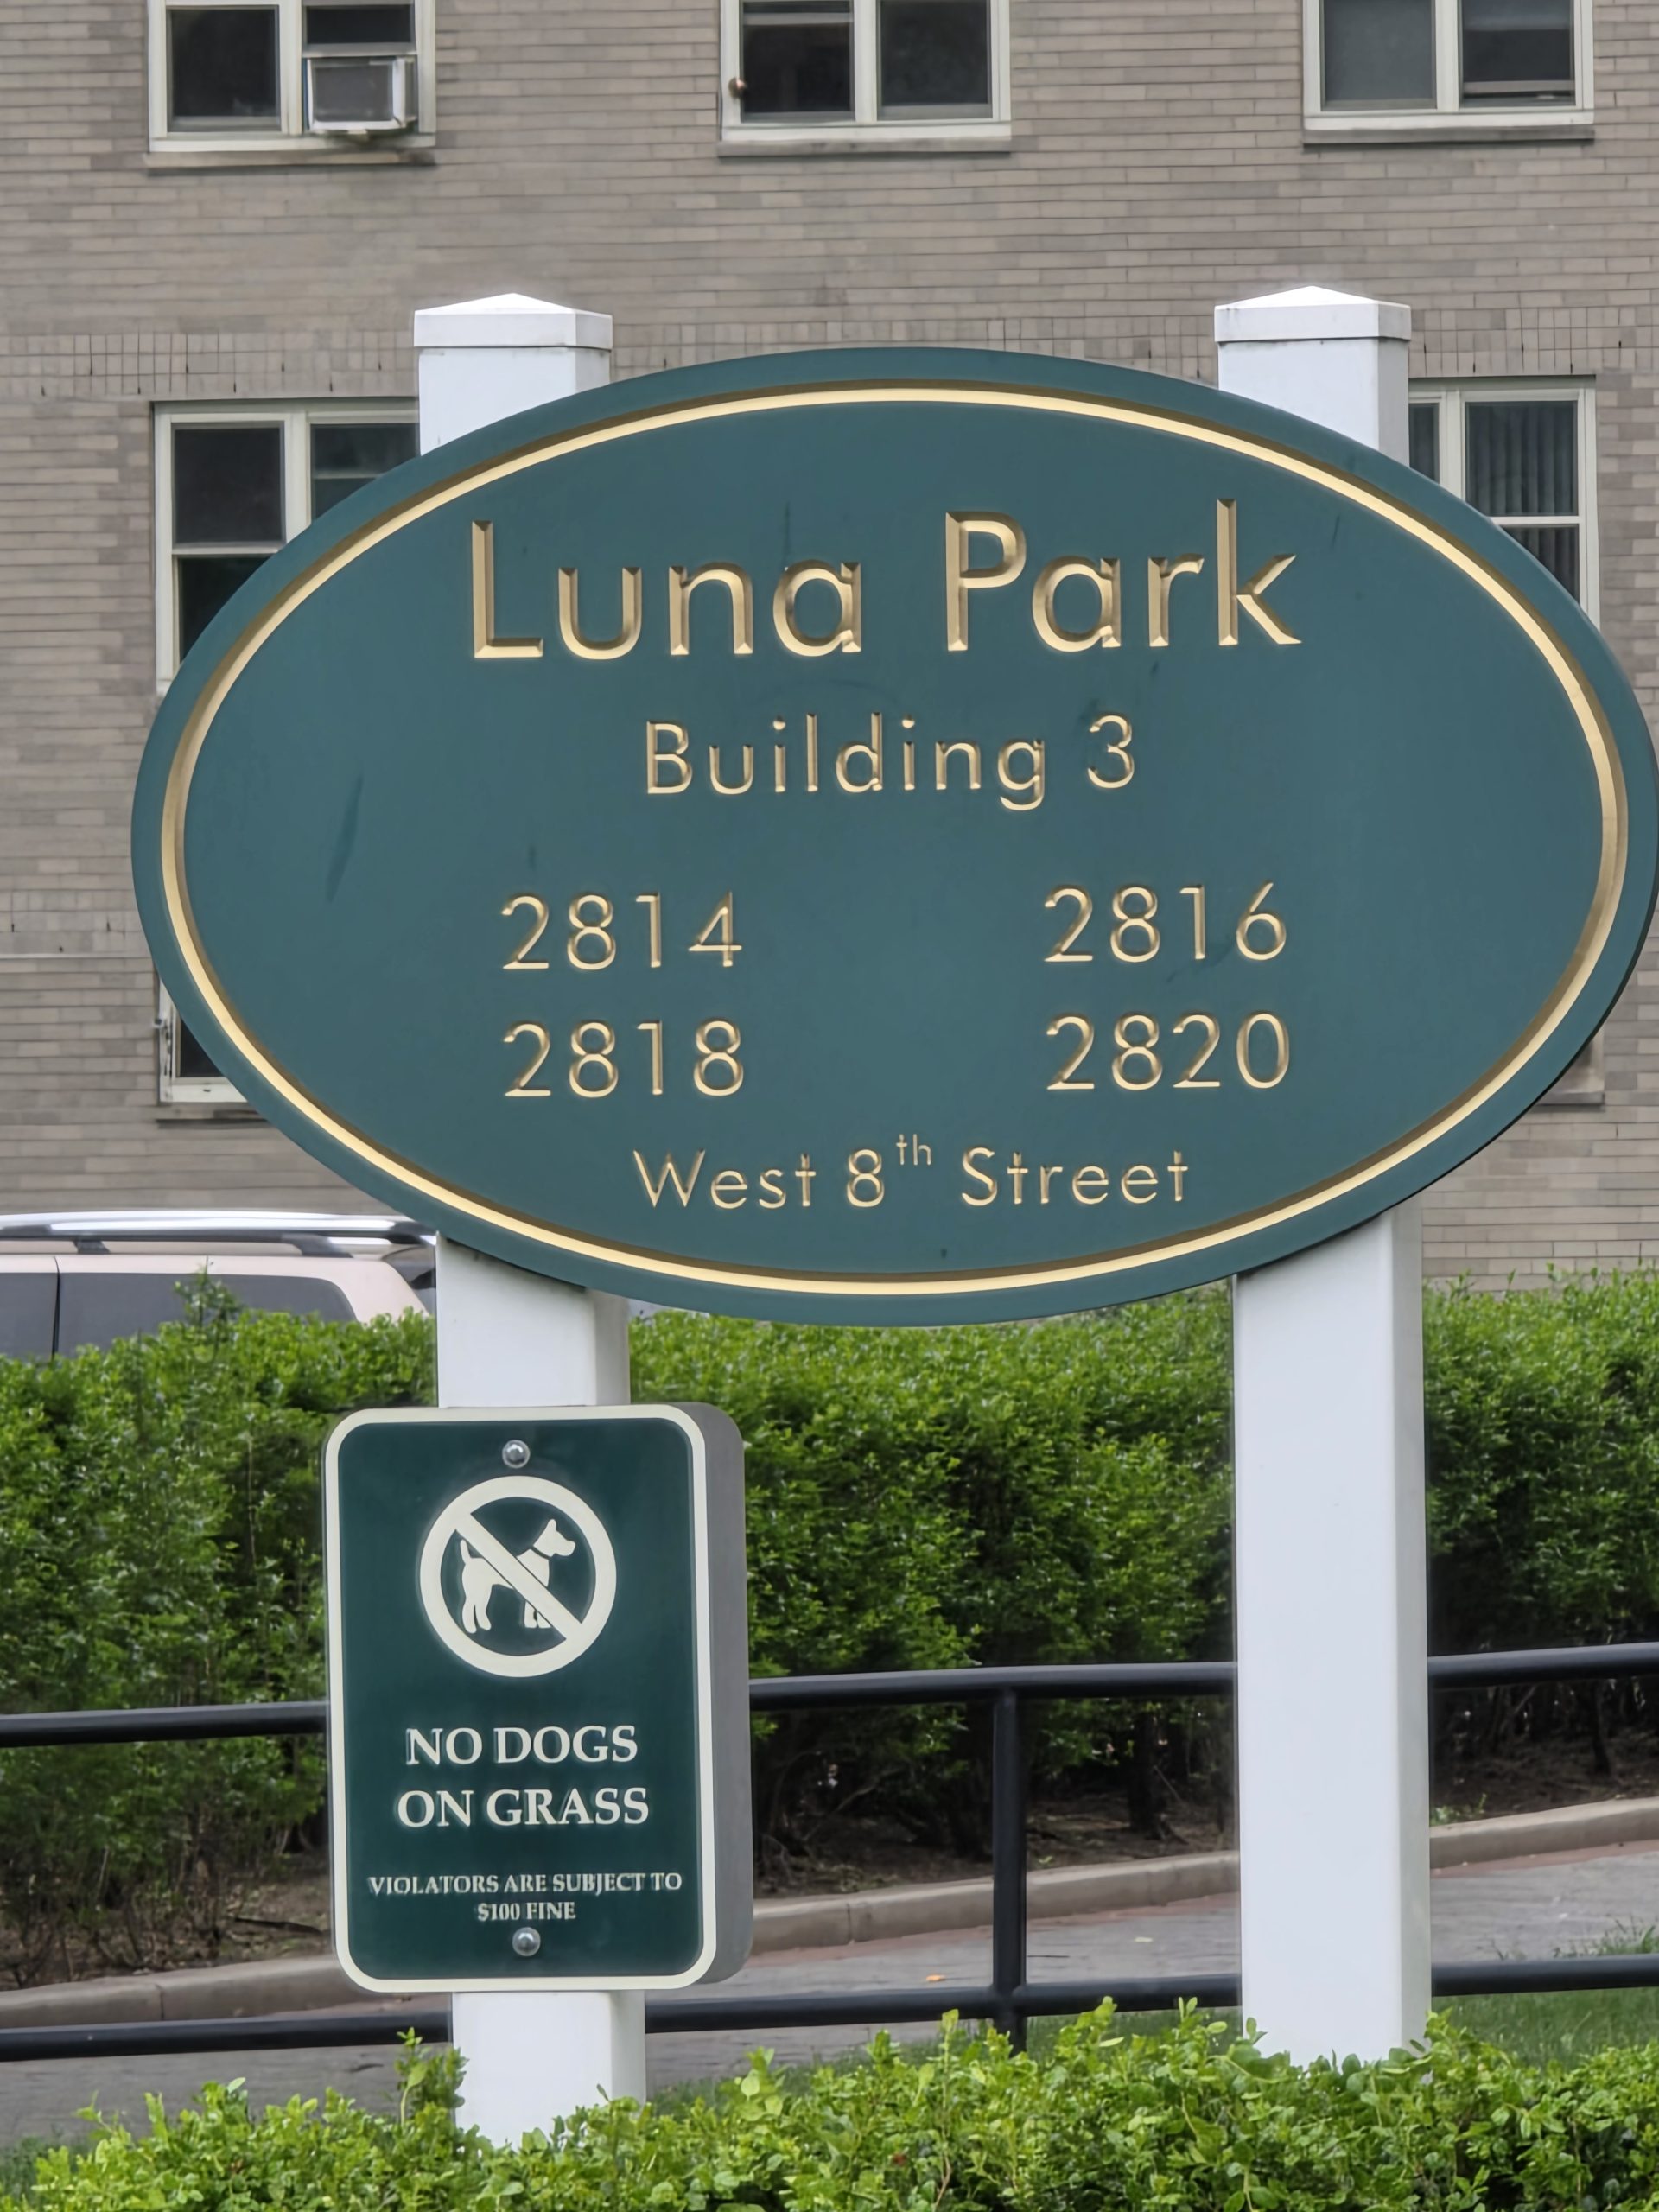 Luna Park
Building 3
2814 2816
2818 2820
West 8th Street
NO DOGS
ON GRASS
VIOLATORS ARE SUBJECT TO
$100 FINE